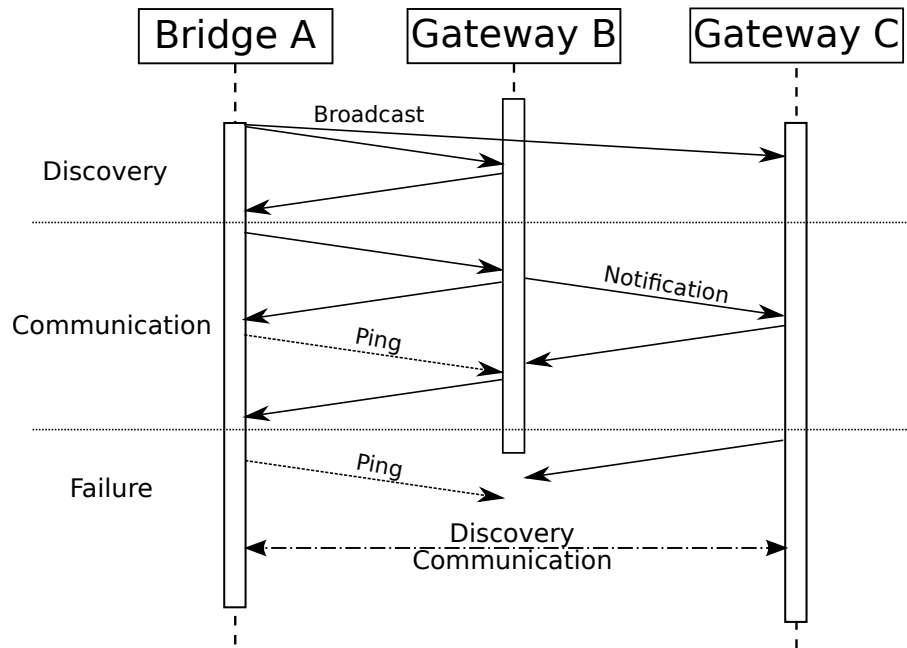 Bridge A
Gateway B
Gateway C
Broadcast
Discovery
Notification
Communication
Ping
Ping
Failure
Discovery
Communication